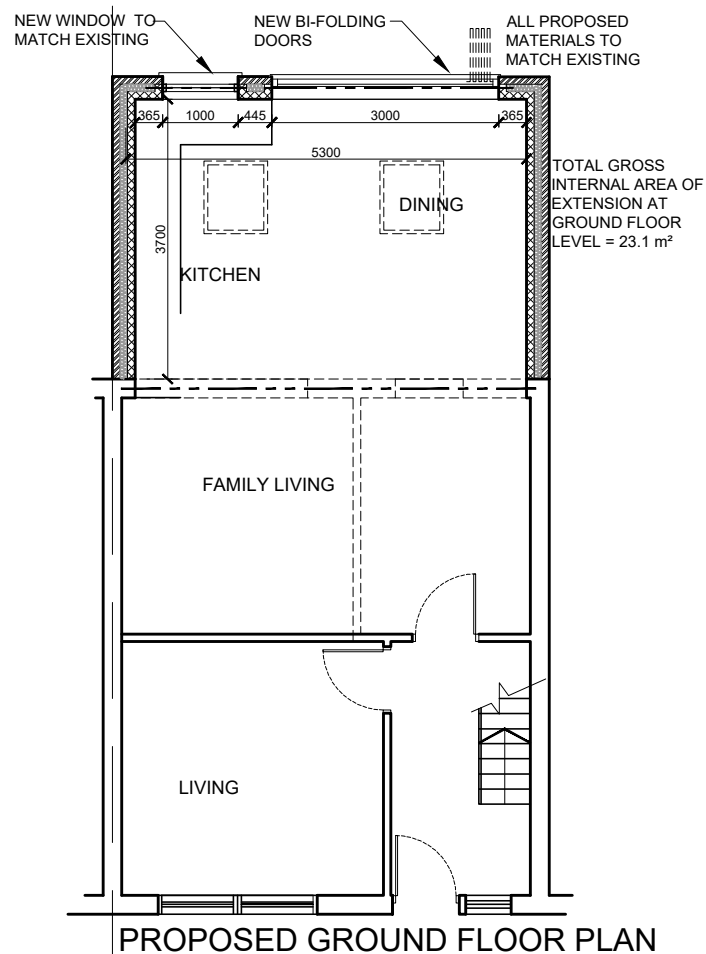 NEW WINDOW TO
MATCH EXISTING
NEW BI-FOLDING
DOORS
ALL PROPOSED
MATERIALS TO
MATCH EXISTING
365
1000
445
3000
365
5300
TOTAL GROSS
INTERNAL AREA OF
EXTENSION AT
GROUND FLOOR
LEVEL = 23.1 m²
DINING
3700
KITCHEN
FAMILY LIVING
LIVING
PROPOSED GROUND FLOOR PLAN